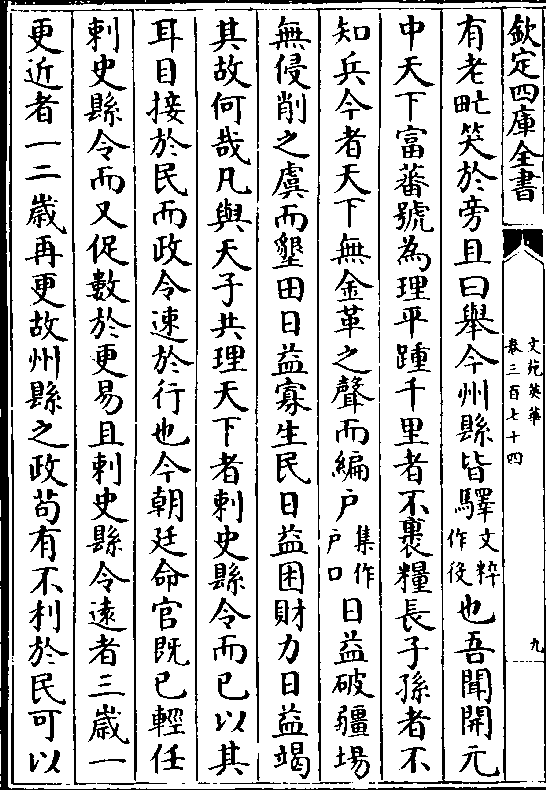 欽定四庫全書
文苑英華
卷三百七十四
九
有老甿笑於旁且曰舉今州縣皆驛文粹作後也吾聞開元
中天下富蕃號為理平踵千里者不裹糧長子孫者不
知兵今者天下無金革之聲而編戶集作戶口日益破疆埸
無侵削之虞而墾田日益寡生民日益困財力日益竭
其故何哉凡與天子共理天下者刺史縣令而已以其
耳目接於民而政令速於行也今朝廷命官既已輕任
刺史縣令而又促數於更易且刺史縣令逺者三歲一
更近者一二歲再更故州縣之政苟有不利於民可以